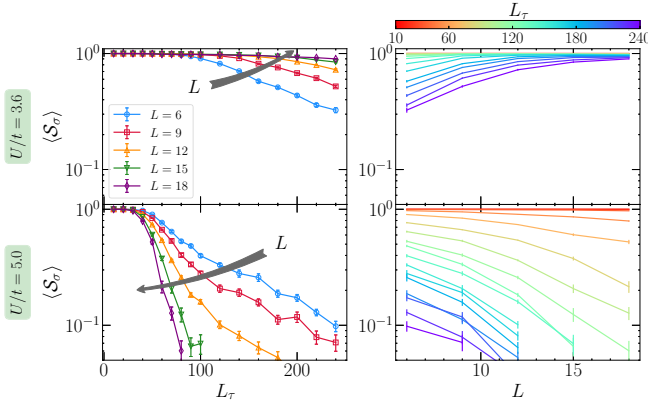 L_τ
10 60 120 180 240
U/t = 3.6
⟨S_σ⟩
10^0
10^{-1}
L
L = 6
L = 9
L = 12
L = 15
L = 18
10^0
10^{-1}
U/t = 5.0
⟨S_σ⟩
10^0
10^{-1}
L
0 100 200
L_τ
10^0
10^{-1}
10 15
L